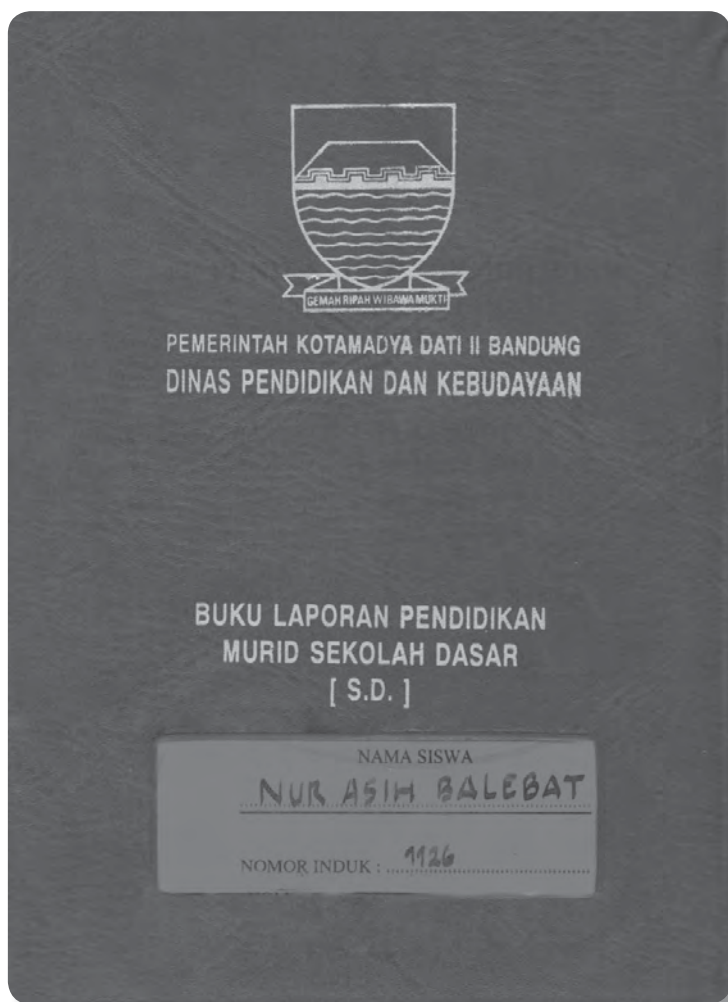 GEMAH RIPAH WIBAWA MUKTI
PEMERINTAH KOTAMADYA DATI II BANDUNG
DINAS PENDIDIKAN DAN KEBUDAYAAN
BUKU LAPORAN PENDIDIKAN
MURID SEKOLAH DASAR
[ S.D. ]
NAMA SISWA
NUR ASIH BALEBAT
NOMOR INDUK : 1126